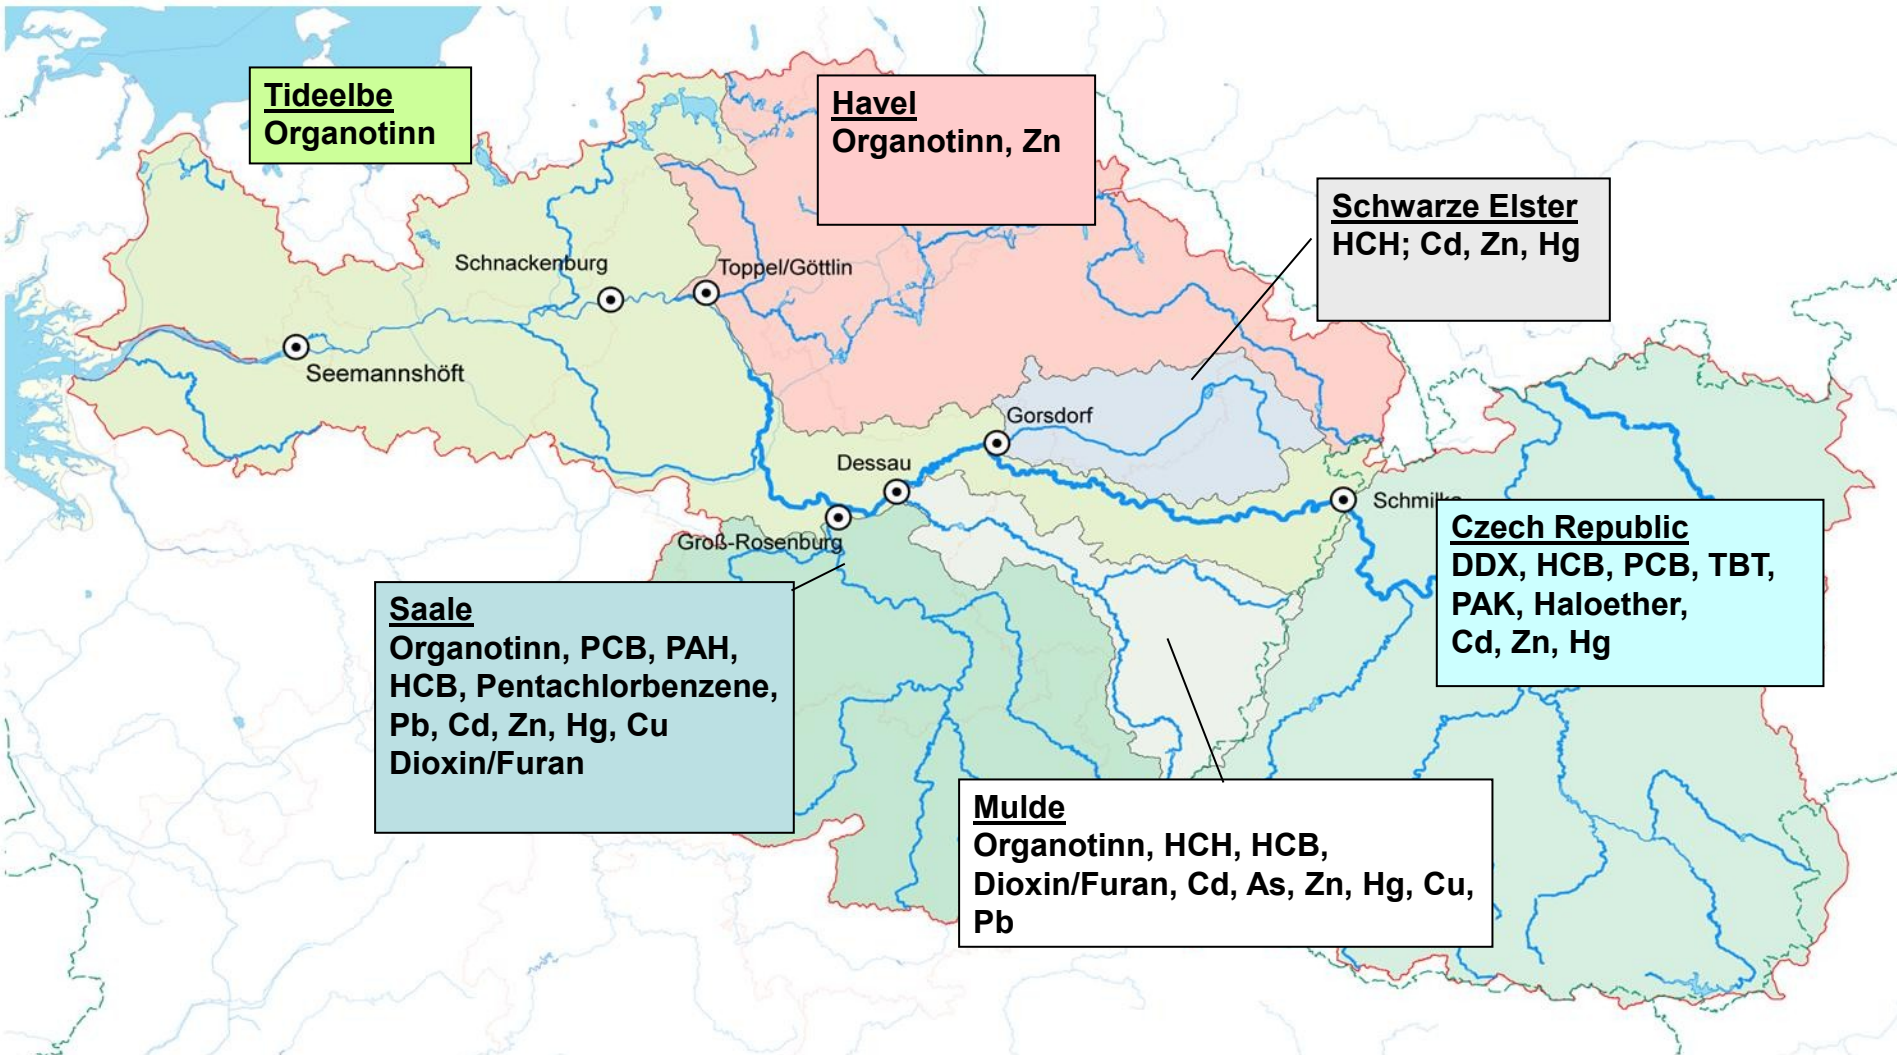 Tideelbe
Organotinn
Havel
Organotinn, Zn
Schwarze Elster
HCH; Cd, Zn, Hg
Schnackenburg
Toppel/Göttlin
Seemannshöft
Gorsdorf
Dessau
Groß-Rosenburg
Czech Republic
DDX, HCB, PCB, TBT,
PAK, Haloether,
Cd, Zn, Hg
Saale
Organotinn, PCB, PAH,
HCB, Pentachlorbenzene,
Pb, Cd, Zn, Hg, Cu
Dioxin/Furan
Mulde
Organotinn, HCH, HCB,
Dioxin/Furan, Cd, As, Zn, Hg, Cu,
Pb